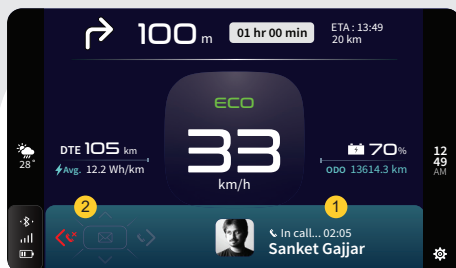 100 m
01 hr 00 min
ETA : 13:49
20 km
ECO
33
km/h
DTE 105 km
Avg. 12.2 Wh/km
70%
ODO 13614.3 km
28°
12
49
AM
2
1
In call... 02:05
Sanket Gajjar